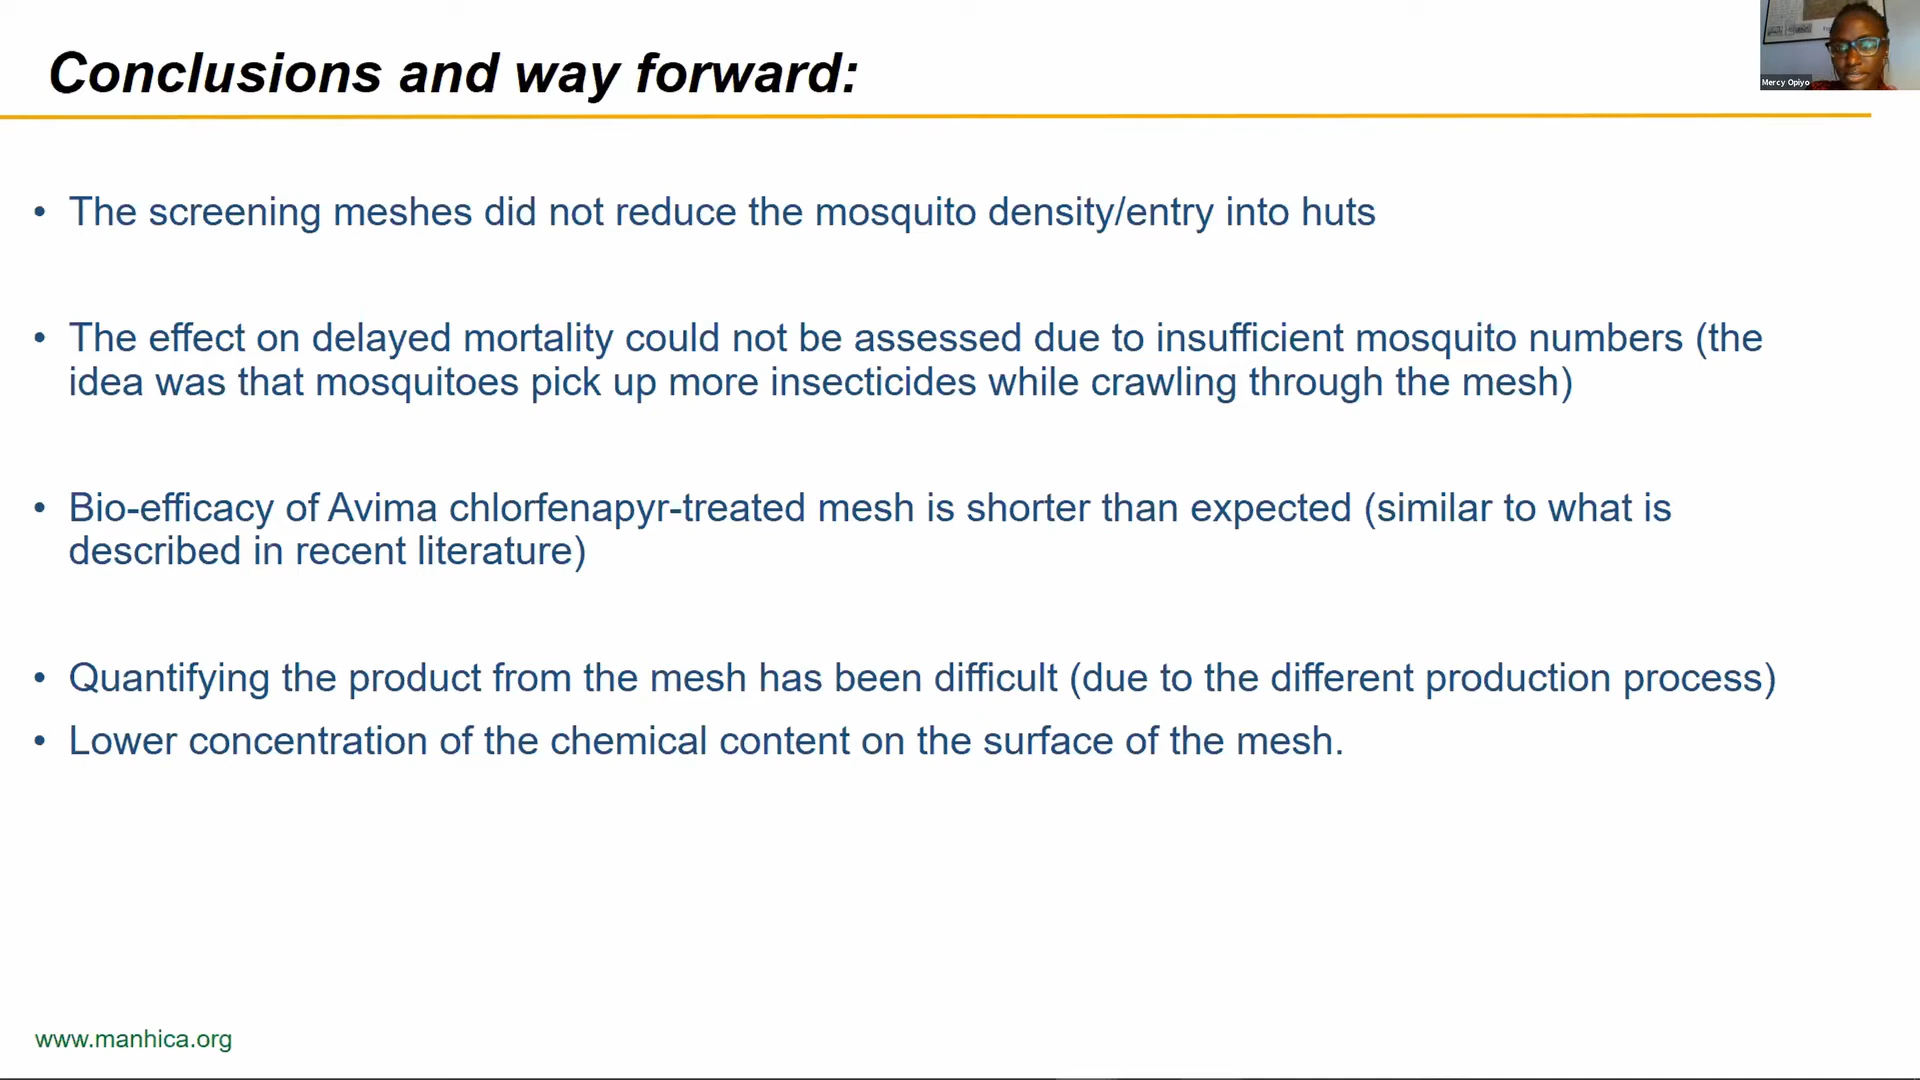 Conclusions and way forward:
Mercy Opiyo
• The screening meshes did not reduce the mosquito density/entry into huts
• The effect on delayed mortality could not be assessed due to insufficient mosquito numbers (the
idea was that mosquitoes pick up more insecticides while crawling through the mesh)
• Bio-efficacy of Avima chlorfenapyr-treated mesh is shorter than expected (similar to what is
described in recent literature)
• Quantifying the product from the mesh has been difficult (due to the different production process)
• Lower concentration of the chemical content on the surface of the mesh.
www.manhica.org